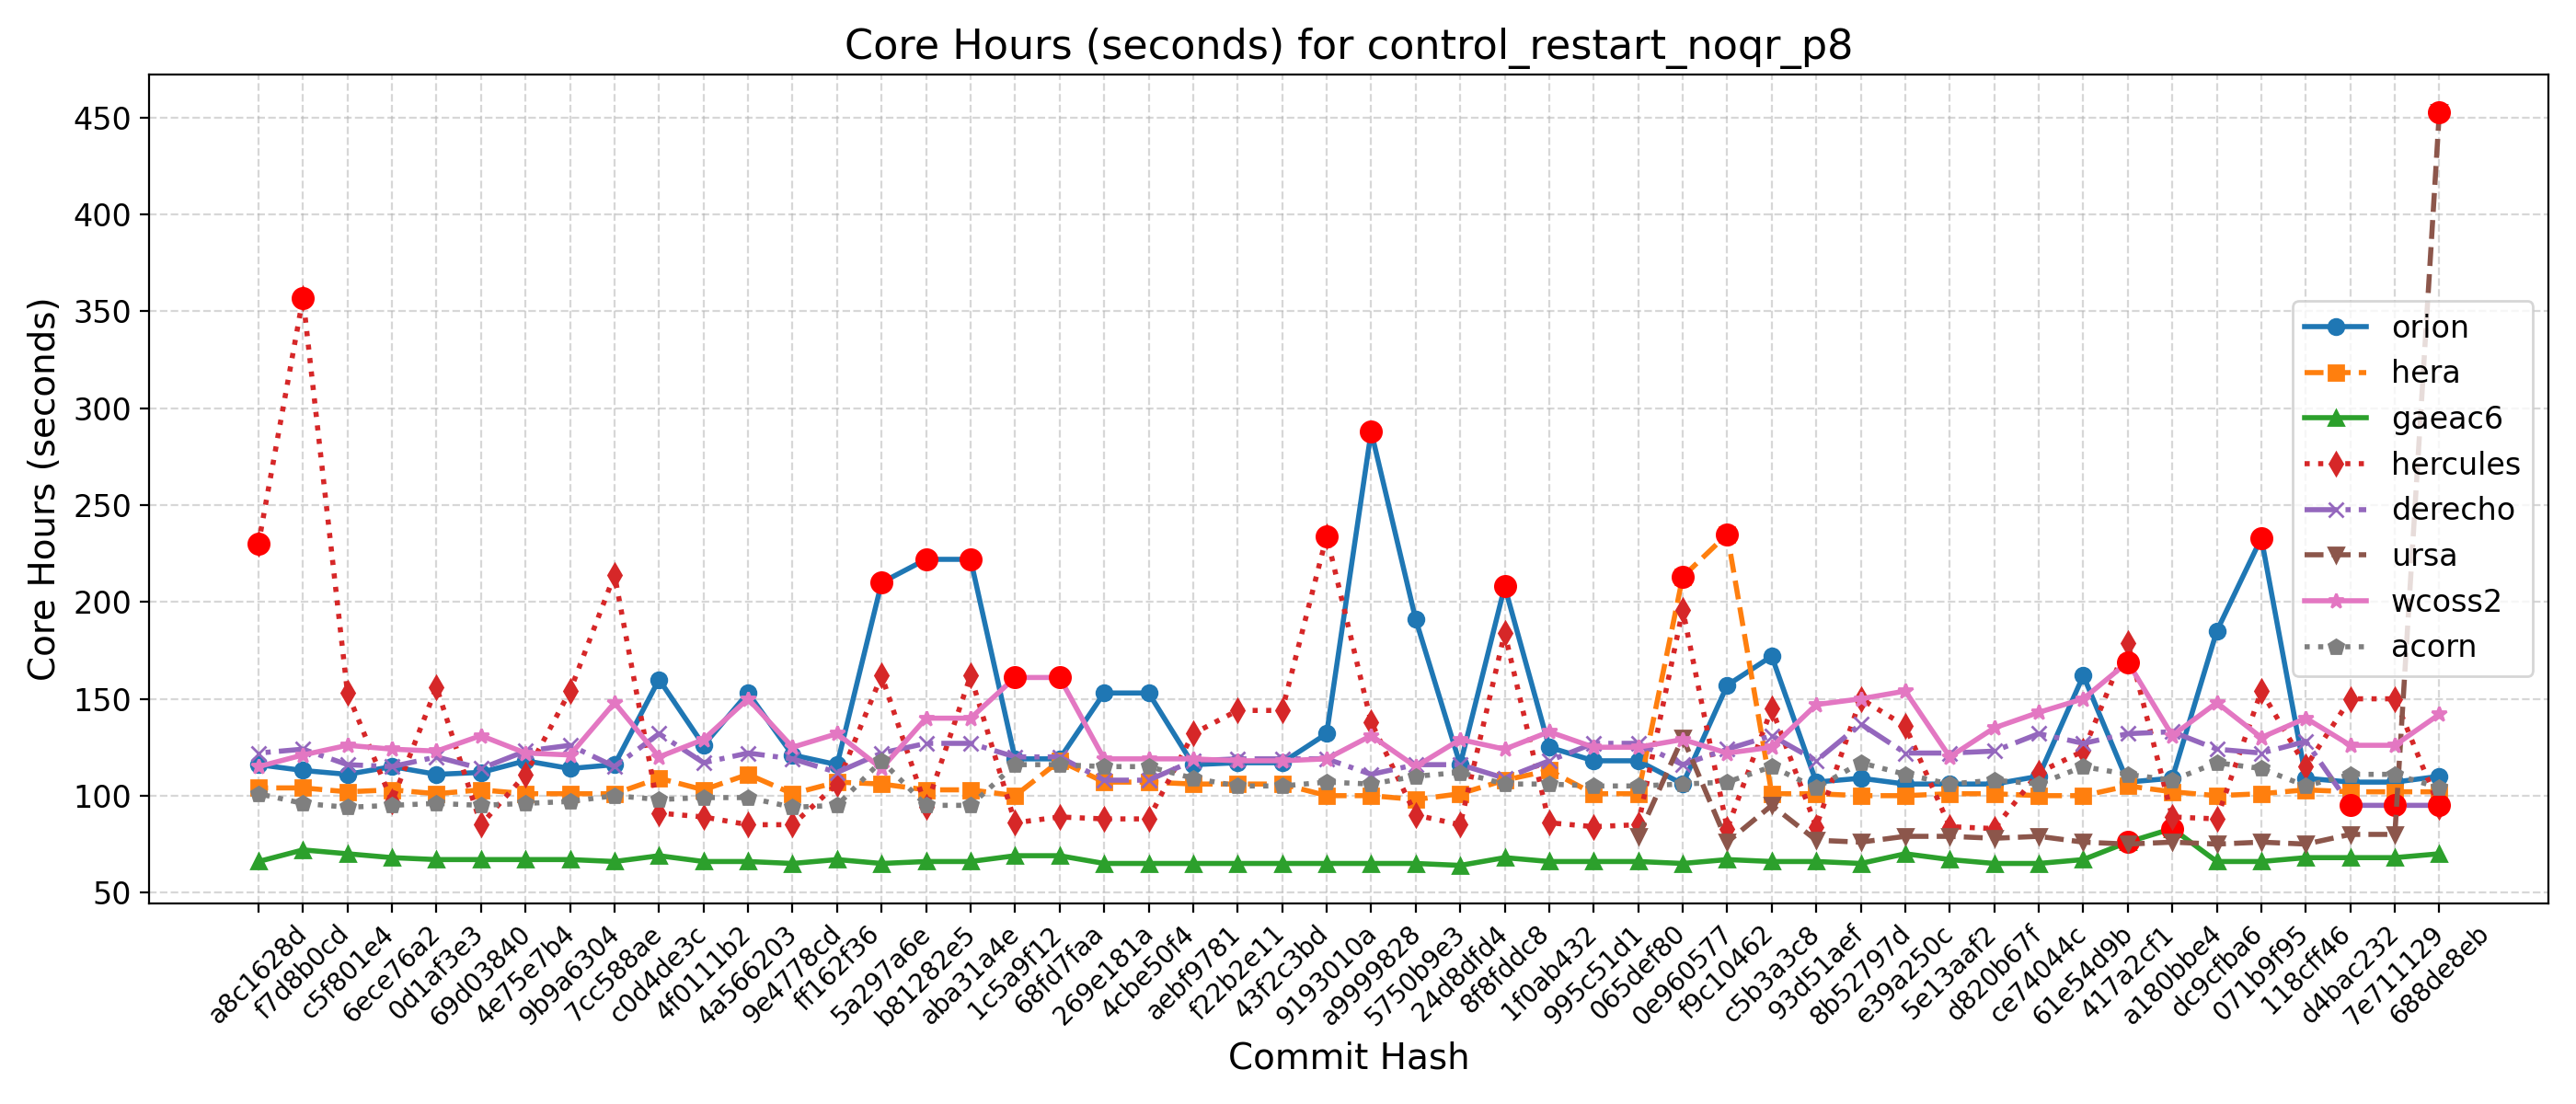 Core Hours (seconds) for control_restart_noqr_p8
Core Hours (seconds)
450
400
350
300
250
200
150
100
50
orion
hera
gaeac6
hercules
derecho
ursa
wcoss2
acorn
a8c1628d
f7d8b0cd
c5f801e4
6ece76a2
0d1af3e3
69d03840
4e75e7b4
9b9a6304
7cc588ae
c0d4de3c
4f0111b2
4a566203
9e4778cd
ff162f36
5a297a6e
b81282e5
aba31a4e
1c5a9f12
68fd7faa
269e181a
4cbe50f4
aebf9781
f22b2e11
43f2c3bd
9193010a
a9999828
5750b9e3
24d8dfd4
8f8fddc8
1f0ab432
995c51d1
065def80
0e960577
f9c10462
c5b3a3c8
93d51aef
8b52797d
e39a250c
5e13aaf2
d820b67f
ce74044c
61e54d9b
417a2cf1
a180bbe4
dc9cfba6
071b9f95
118cff46
d4bac232
7e711129
688de8eb
Commit Hash